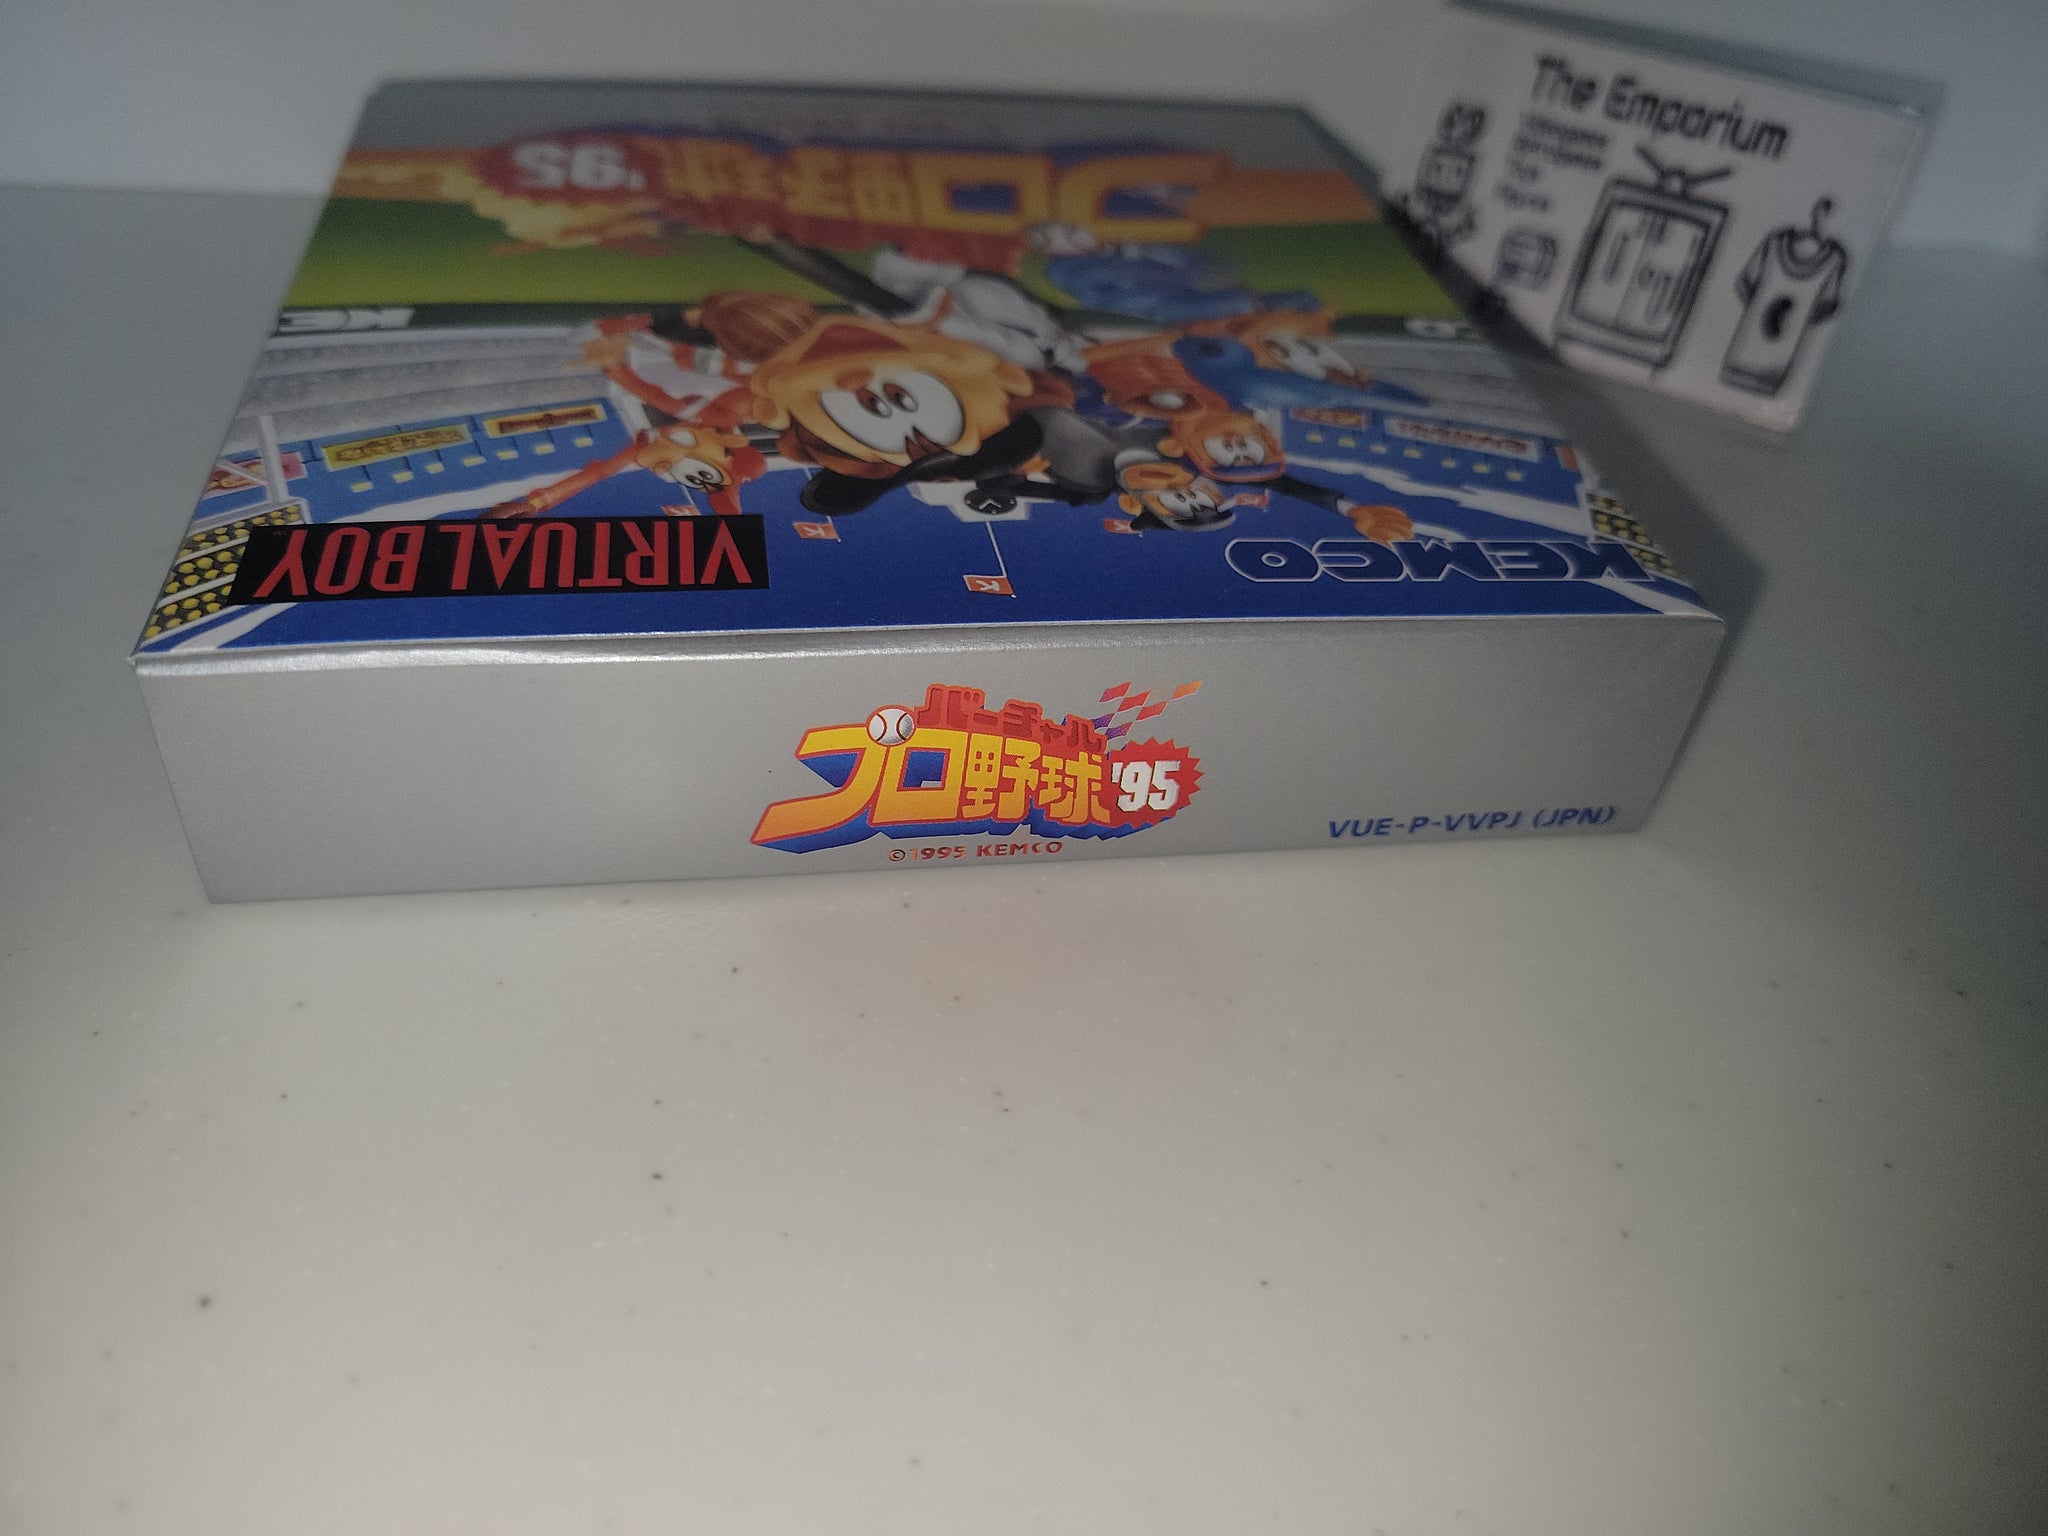 The Emporium
プロ野球 '95
VIRTUAL BOY
KEMCO
バーチャル
プロ野球 '95
©1995 KEMCO
VUE-P-VVPJ (JPN)